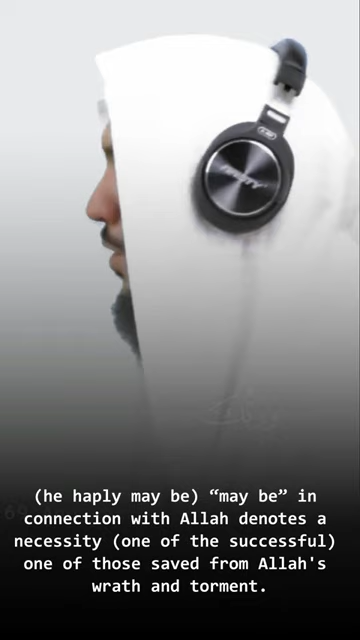 (he haply may be) “may be” in
connection with Allah denotes a
necessity (one of the successful)
one of those saved from Allah's
wrath and torment.